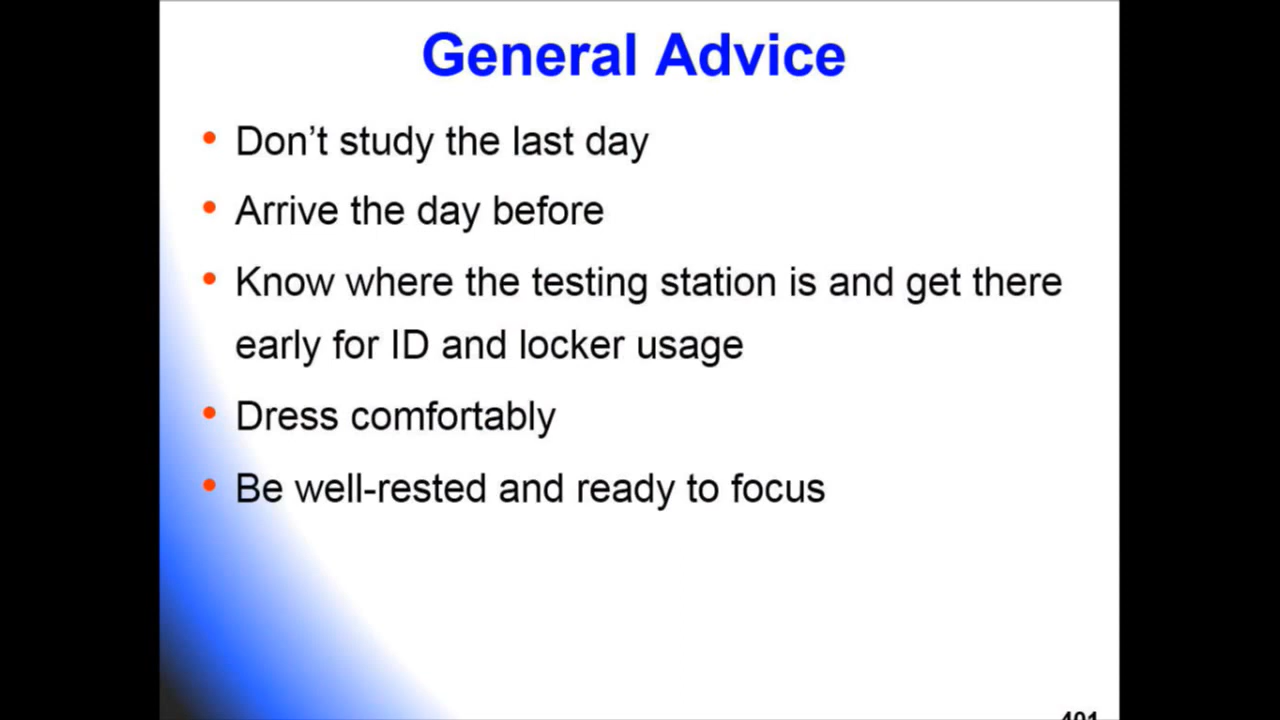 General Advice
• Don’t study the last day
• Arrive the day before
• Know where the testing station is and get there
early for ID and locker usage
• Dress comfortably
• Be well-rested and ready to focus
401